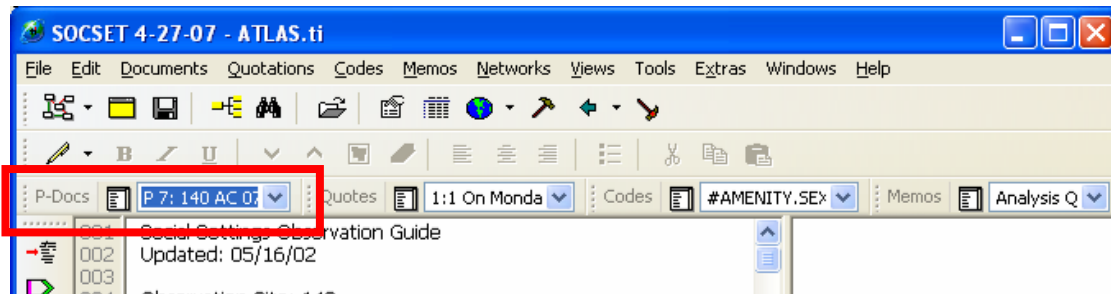 SOCSET 4-27-07 - ATLAS.ti
File Edit Documents Quotations Codes Memos Networks Views Tools Extras Windows Help
B I U
P-Docs P 7: 140 AC 07 Quotes 1:1 On Monda Codes #AMENITY.SEX Memos Analysis Q
001 Social Settings Observation Guide
002 Updated: 05/16/02
003